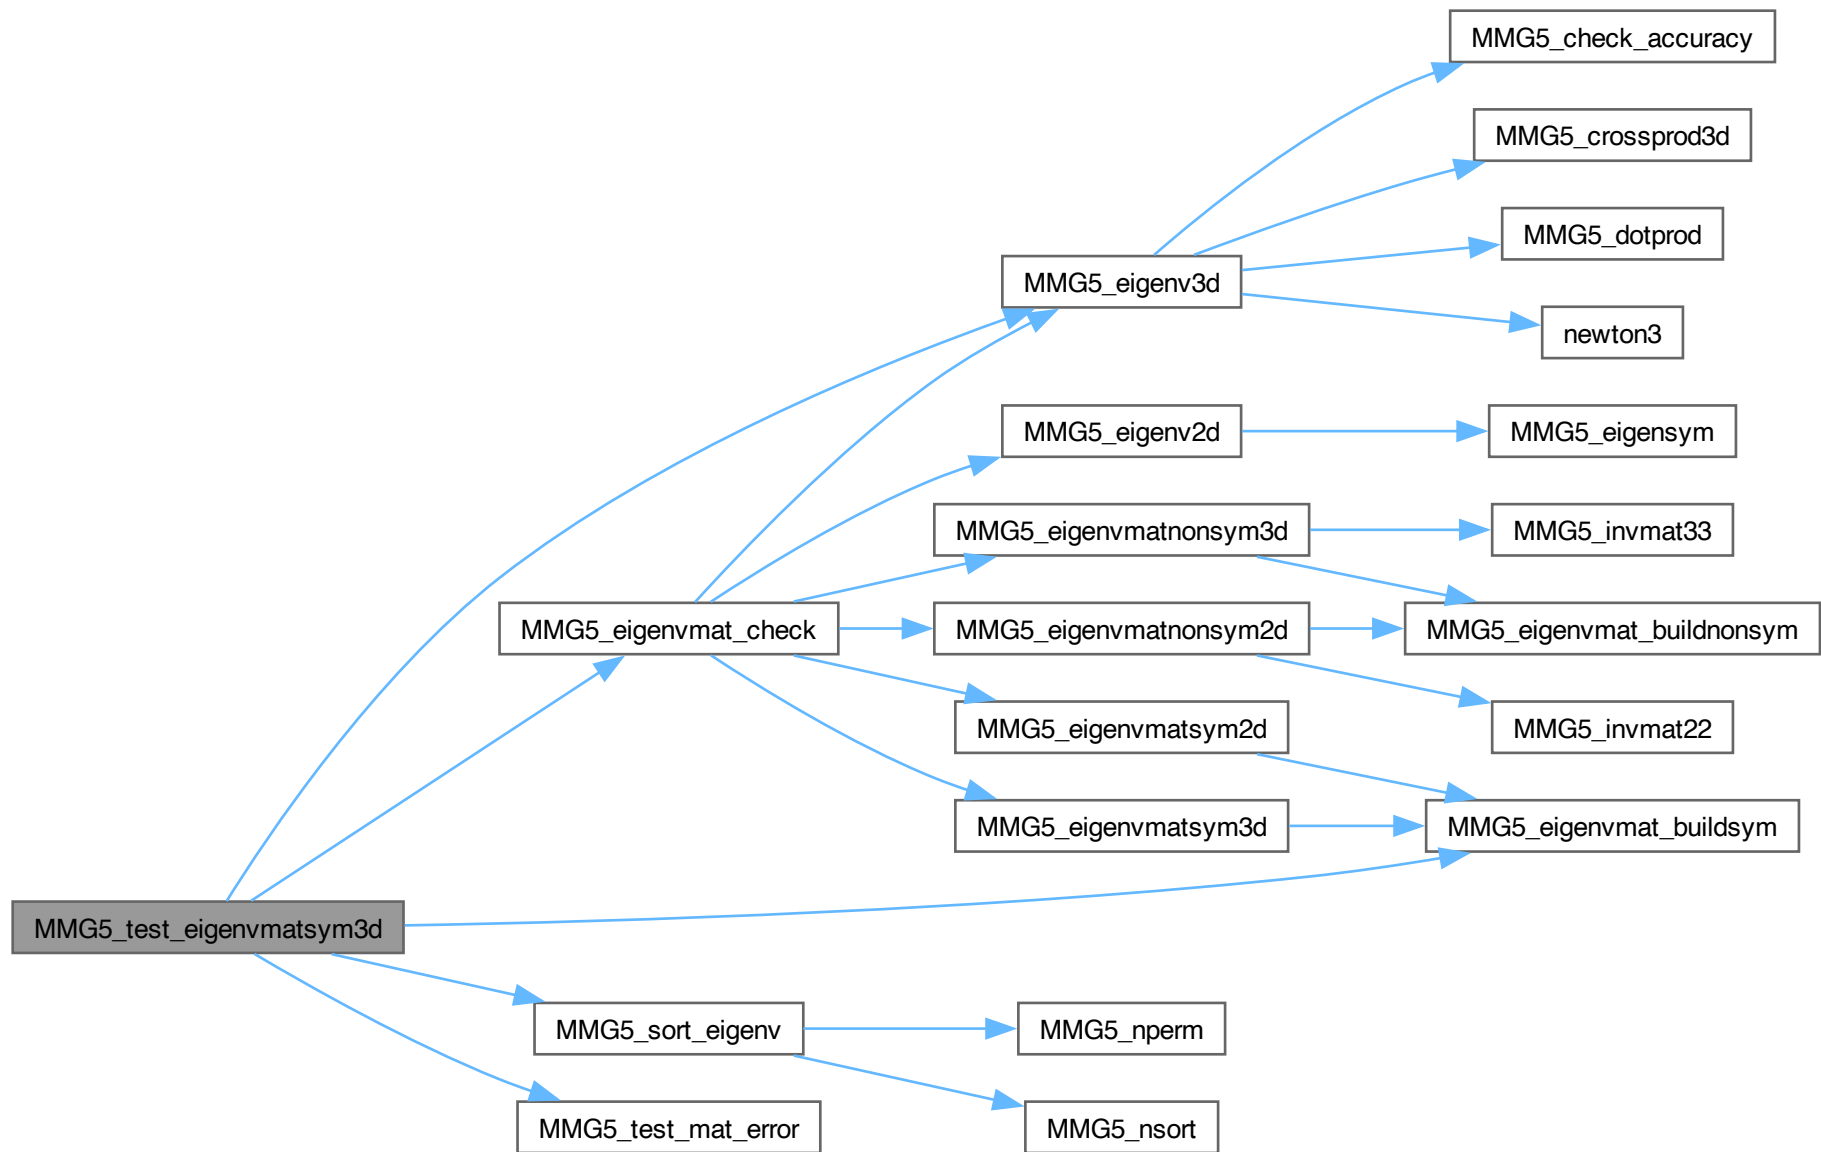 MMG5_check_accuracy
MMG5_crossprod3d
MMG5_dotprod
MMG5_eigenv3d
newton3
MMG5_eigenv2d
MMG5_eigensym
MMG5_eigenvmatnonsym3d
MMG5_invmat33
MMG5_eigenvmat_check
MMG5_eigenvmatnonsym2d
MMG5_eigenvmat_buildnonsym
MMG5_eigenvmatsym2d
MMG5_invmat22
MMG5_eigenvmatsym3d
MMG5_eigenvmat_buildsym
MMG5_test_eigenvmatsym3d
MMG5_sort_eigenv
MMG5_nperm
MMG5_test_mat_error
MMG5_nsort